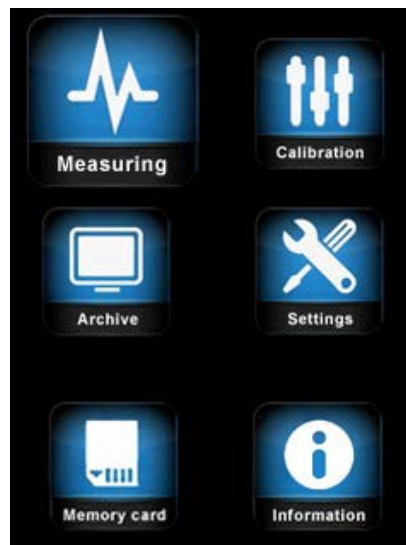 Measuring
Calibration
Archive
Settings
Memory card
Information